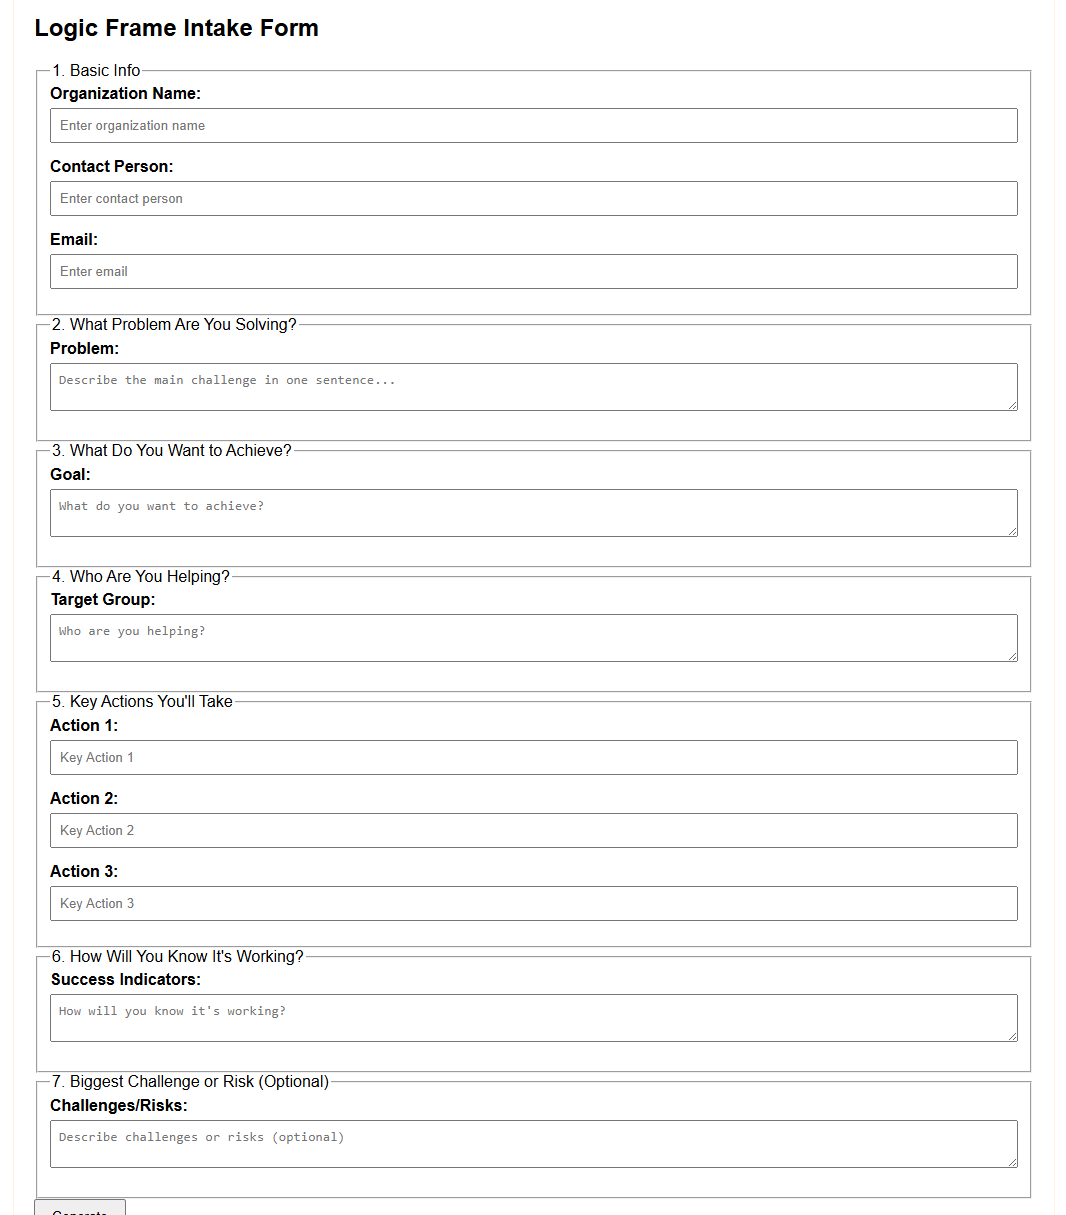 Logic Frame Intake Form
1. Basic Info
Organization Name:
Enter organization name
Contact Person:
Enter contact person
Email:
Enter email
2. What Problem Are You Solving?
Problem:
Describe the main challenge in one sentence...
3. What Do You Want to Achieve?
Goal:
What do you want to achieve?
4. Who Are You Helping?
Target Group:
Who are you helping?
5. Key Actions You'll Take
Action 1:
Key Action 1
Action 2:
Key Action 2
Action 3:
Key Action 3
6. How Will You Know It's Working?
Success Indicators:
How will you know it's working?
7. Biggest Challenge or Risk (Optional)
Challenges/Risks:
Describe challenges or risks (optional)
Generate